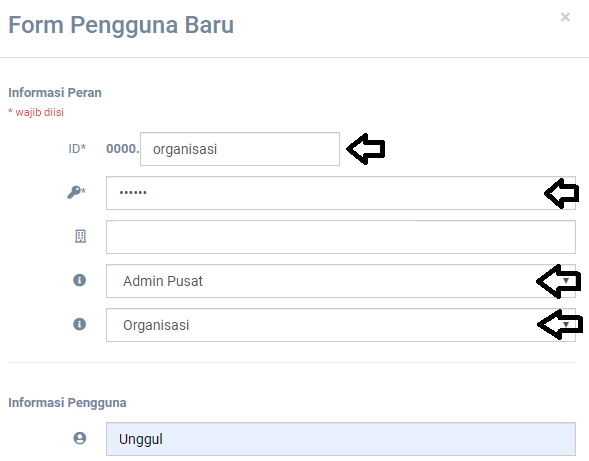 Form Pengguna Baru ×
Informasi Peran
* wajib diisi
ID* 0000. organisasi
* ••••••
Admin Pusat
Organisasi
Informasi Pengguna
Unggul